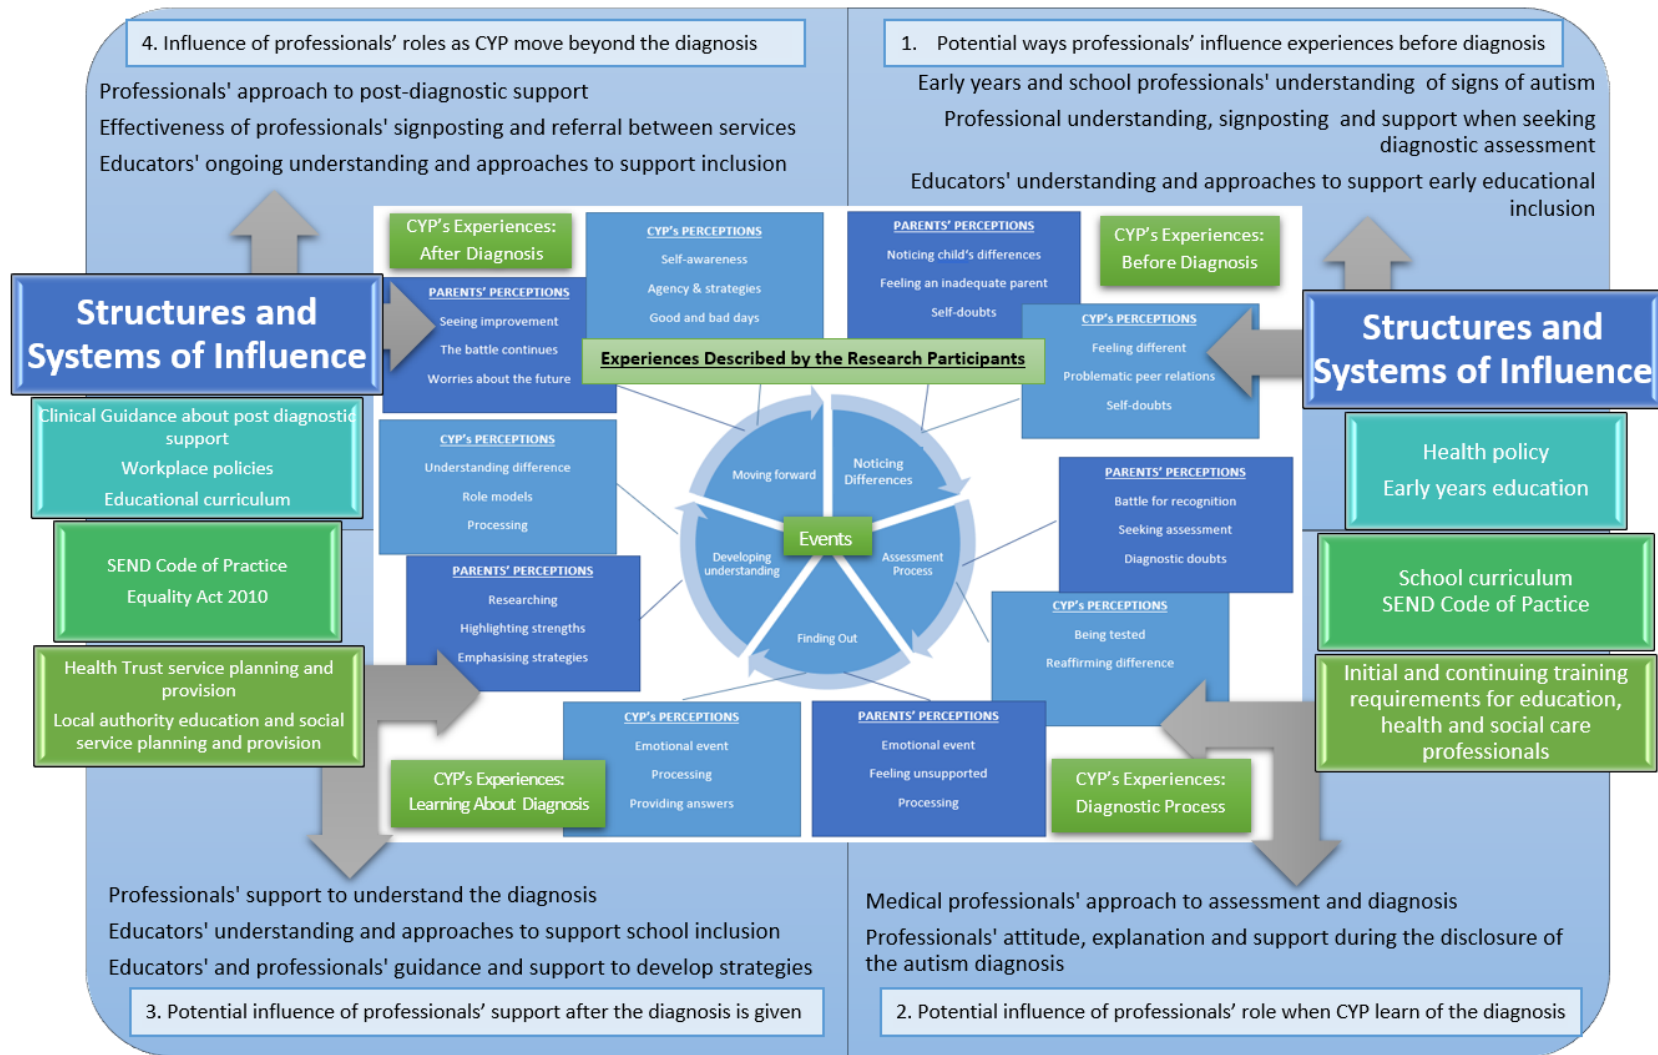 4. Influence of professionals' roles as CYP move beyond the diagnosis
Professionals' approach to post-diagnostic support
Effectiveness of professionals' signposting and referral between services
Educators' ongoing understanding and approaches to support inclusion
1. Potential ways professionals' influence experiences before diagnosis
Early years and school professionals' understanding of signs of autism
Professional understanding, signposting and support when seeking
diagnostic assessment
Educators' understanding and approaches to support early educational
inclusion
Structures and
Systems of Influence
Clinical Guidance about post diagnostic
support
Workplace policies
Educational curriculum
SEND Code of Practice
Equality Act 2010
Health Trust service planning and
provision
Local authority education and social
service planning and provision
CYP's Experiences:
After Diagnosis
PARENTS' PERCEPTIONS
Seeing improvement
The battle continues
Worries about the future
CYP's PERCEPTIONS
Self-awareness
Agency & strategies
Good and bad days
PARENTS' PERCEPTIONS
Noticing child's differences
Feeling an inadequate parent
Self-doubts
CYP's Experiences:
Before Diagnosis
CYP's PERCEPTIONS
Feeling different
Problematic peer relations
Self-doubts
Experiences Described by the Research Participants
CYP's PERCEPTIONS
Understanding difference
Role models
Processing
PARENTS' PERCEPTIONS
Researching
Highlighting strengths
Emphasising strategies
Moving forward
Noticing
Differences
Events
Developing
understanding
Assessment
Process
Finding Out
PARENTS' PERCEPTIONS
Battle for recognition
Seeking assessment
Diagnostic doubts
CYP's PERCEPTIONS
Being tested
Reaffirming difference
CYP's Experiences:
Learning About Diagnosis
CYP's PERCEPTIONS
Emotional event
Processing
Providing answers
PARENTS' PERCEPTIONS
Emotional event
Feeling unsupported
Processing
CYP's Experiences:
Diagnostic Process
Structures and
Systems of Influence
Health policy
Early years education
School curriculum
SEND Code of Pactice
Initial and continuing training
requirements for education,
health and social care
professionals
Professionals' support to understand the diagnosis
Educators' understanding and approaches to support school inclusion
Educators' and professionals' guidance and support to develop strategies
3. Potential influence of professionals' support after the diagnosis is given
Medical professionals' approach to assessment and diagnosis
Professionals' attitude, explanation and support during the disclosure of
the autism diagnosis
2. Potential influence of professionals' role when CYP learn of the diagnosis